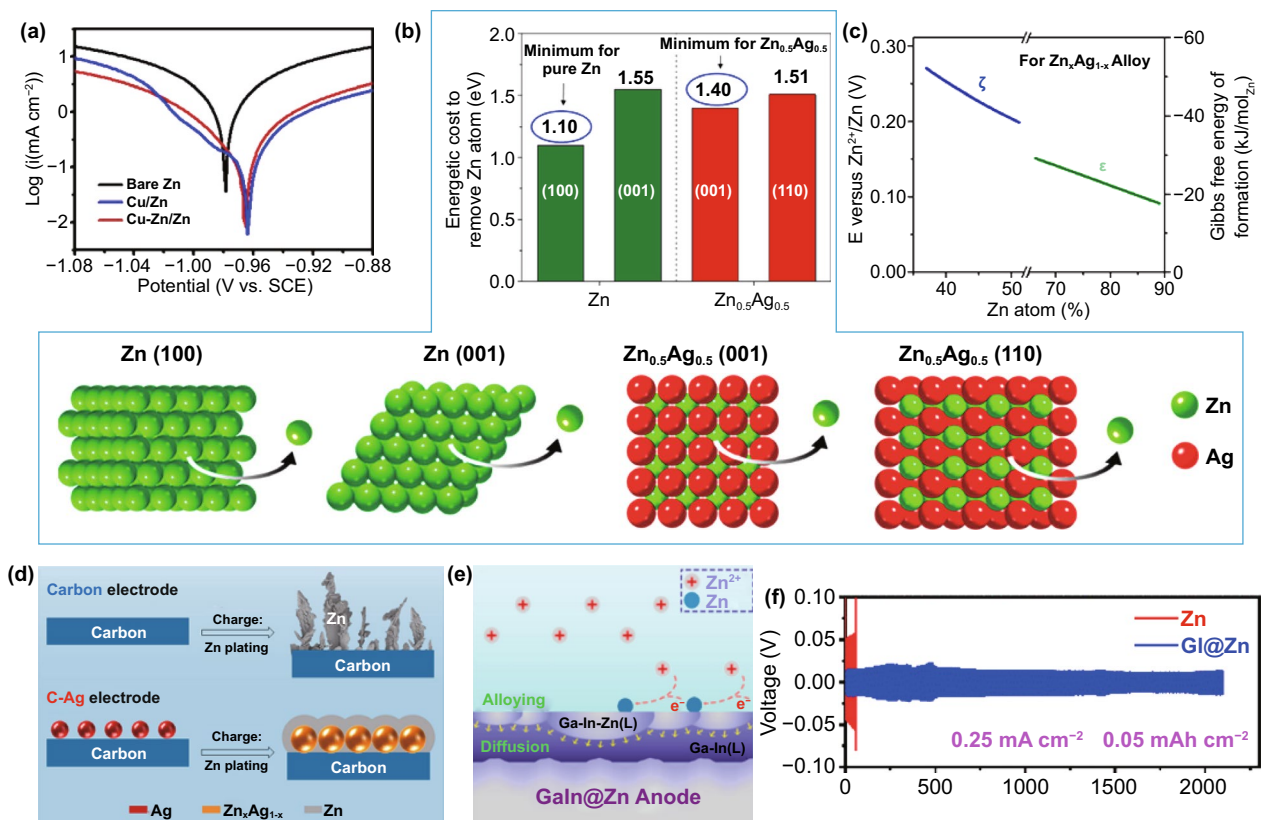 (a)
Log (i(mA cm⁻²))
1
0
−1
−2
Bare Zn
Cu/Zn
Cu-Zn/Zn
−1.08
−1.04
−1.00
−0.96
−0.92
−0.88
Potential (V vs. SCE)
(b)
Energetic cost to
remove Zn atom (eV)
2.0
1.5
1.0
0.5
0.0
Minimum for
pure Zn
1.10
1.55
Minimum for Zn₀.₅Ag₀.₅
1.40
1.51
(100)
(001)
(001)
(110)
Zn
Zn₀.₅Ag₀.₅
(c)
E versus Zn²⁺/Zn (V)
0.30
0.20
0.10
0.00
For ZnₓAg₁₋ₓ Alloy
ζ
ε
40
50
70
80
90
Zn atom (%)
−60
−40
−20
0
Gibbs free energy of
formation (kJ/mol_Zn)
Zn (100)
Zn (001)
Zn₀.₅Ag₀.₅ (001)
Zn₀.₅Ag₀.₅ (110)
Zn
Ag
(d)
Carbon electrode
Carbon
Charge:
Zn plating
Zn
Carbon
C-Ag electrode
Carbon
Charge:
Zn plating
Carbon
Ag
ZnₓAg₁₋ₓ
Zn
(e)
Zn²⁺
Zn
Alloying
e⁻
e⁻
Ga-In-Zn(L)
Diffusion
Ga-In(L)
GaIn@Zn Anode
(f)
Voltage (V)
0.10
0.05
0.00
−0.05
−0.10
Zn
GI@Zn
0.25 mA cm⁻² 0.05 mAh cm⁻²
0
500
1000
1500
2000